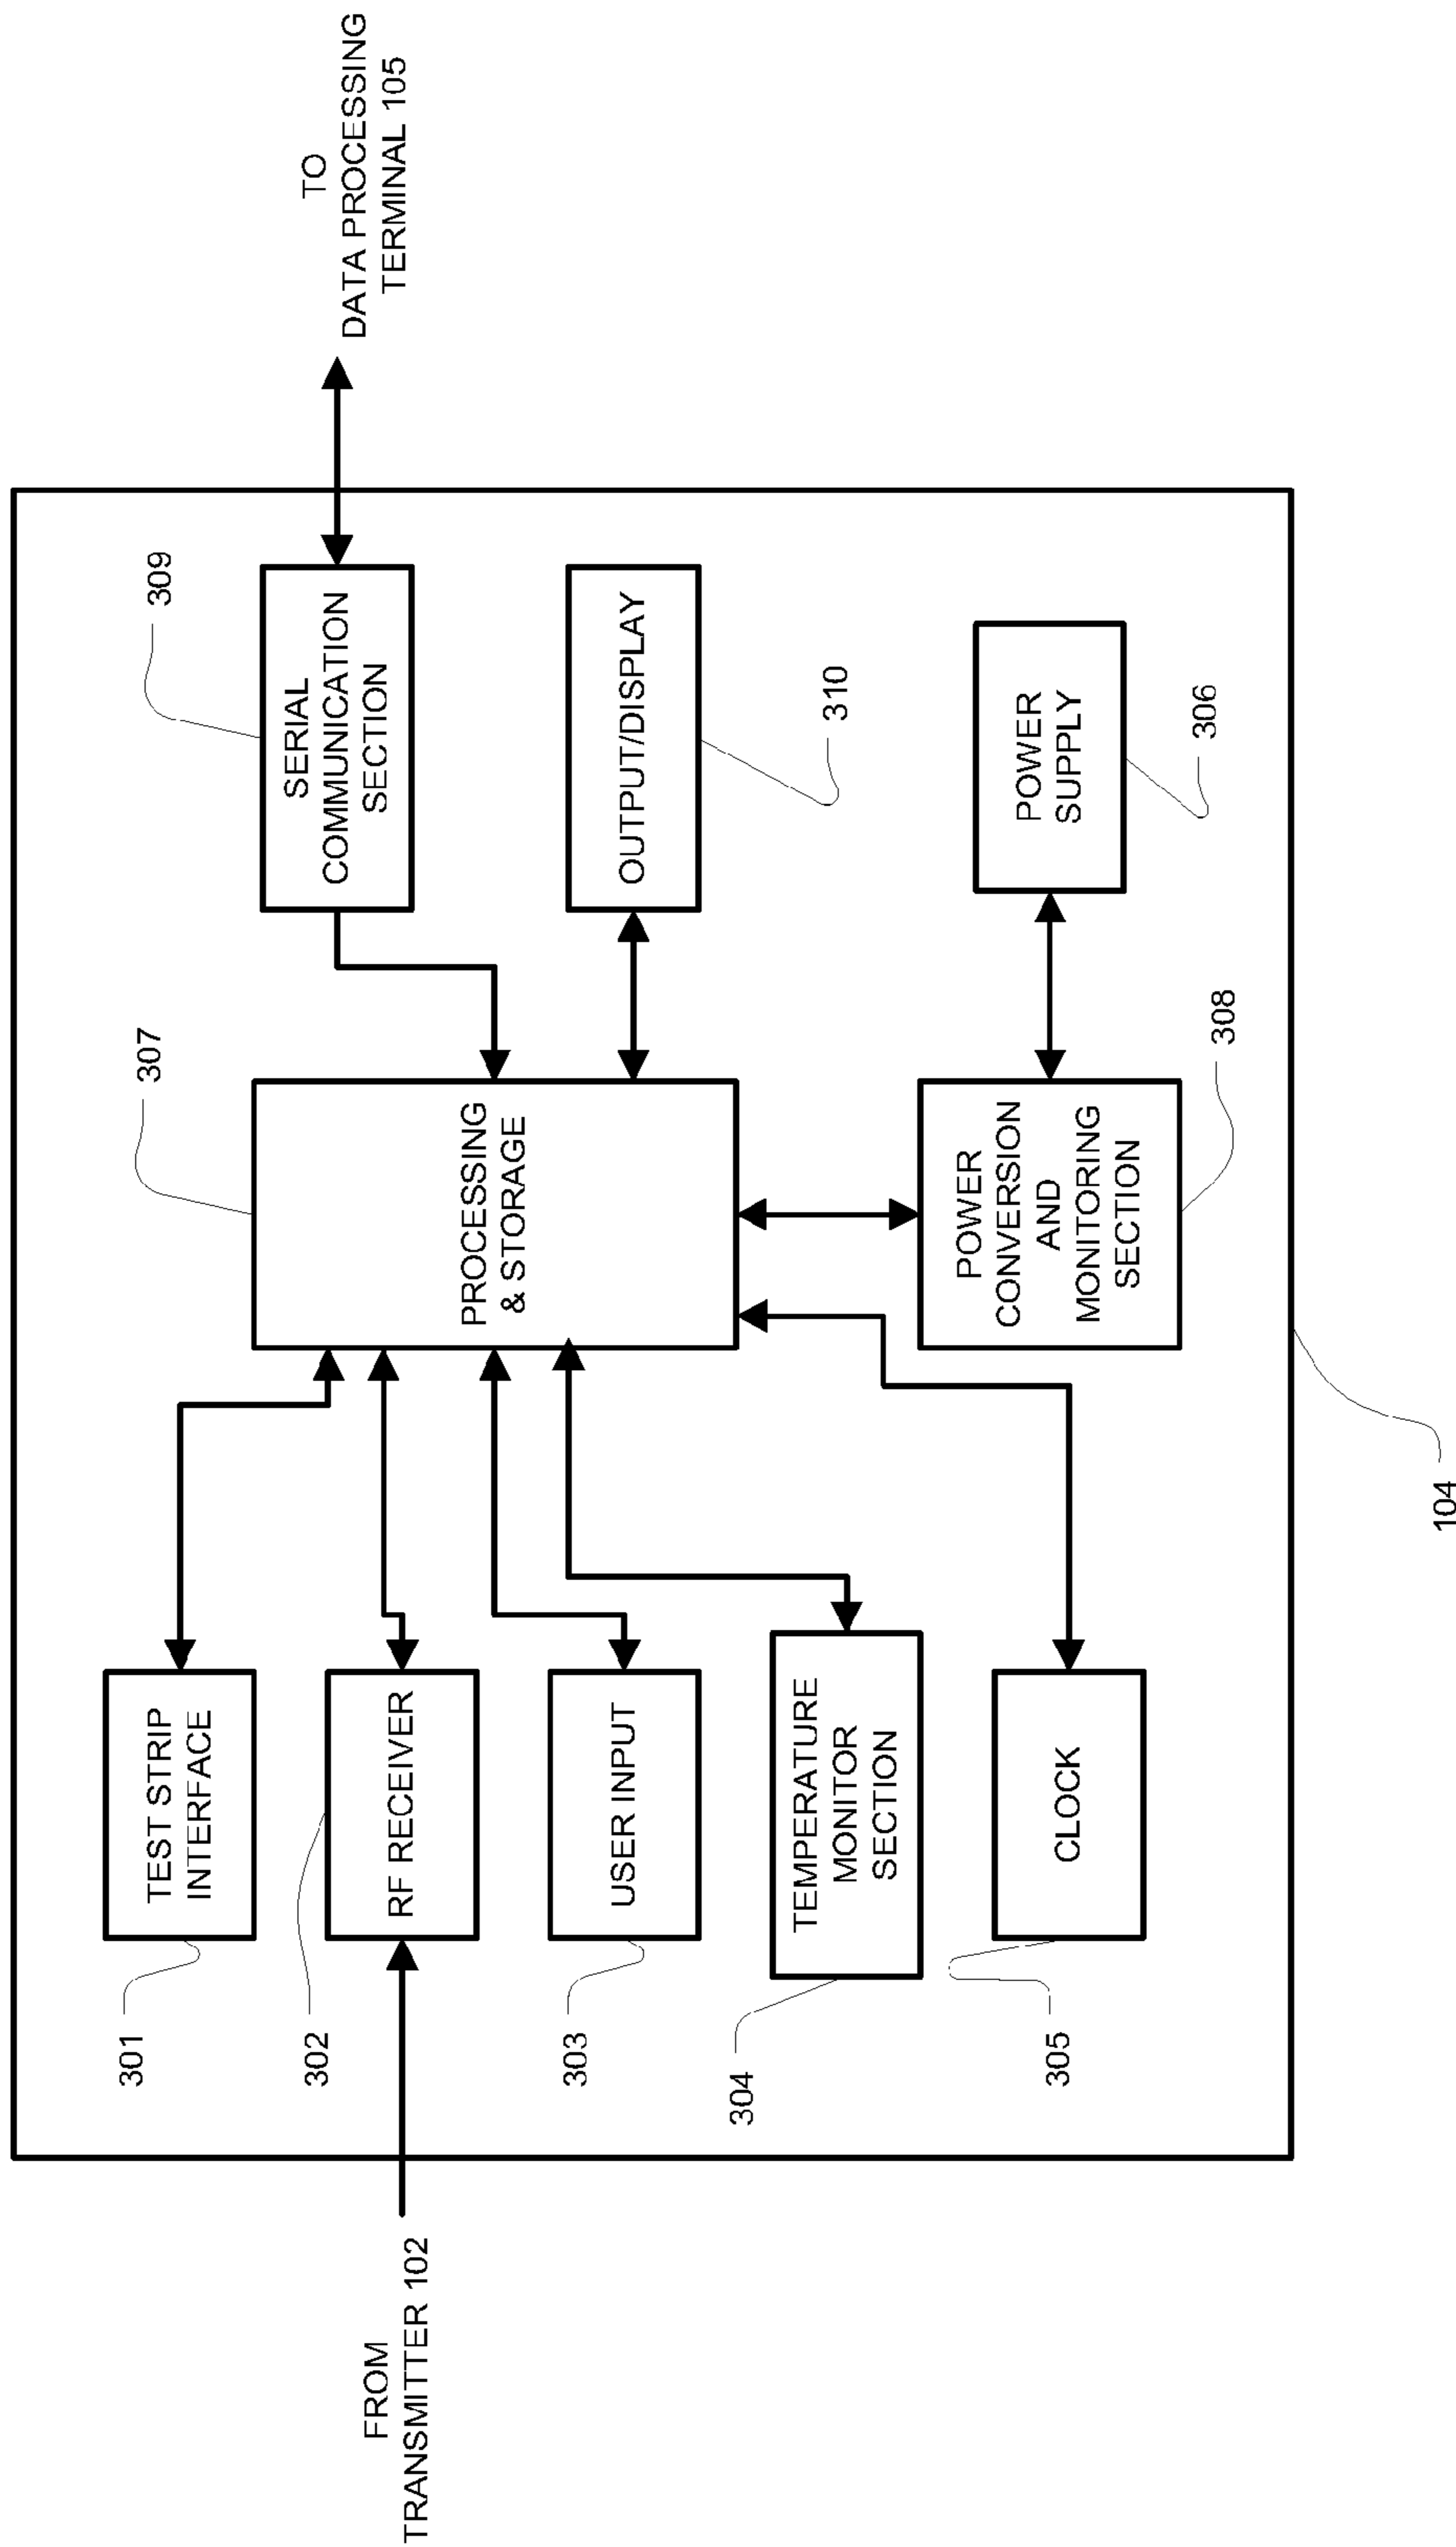 FROM
TRANSMITTER 102
301
TEST STRIP
INTERFACE
302
RF RECEIVER
303
USER INPUT
304
TEMPERATURE
MONITOR
SECTION
305
CLOCK
307
PROCESSING
& STORAGE
308
POWER
CONVERSION
AND
MONITORING
SECTION
309
SERIAL
COMMUNICATION
SECTION
OUTPUT/DISPLAY
310
POWER
SUPPLY
306
TO
DATA PROCESSING
TERMINAL 105
104